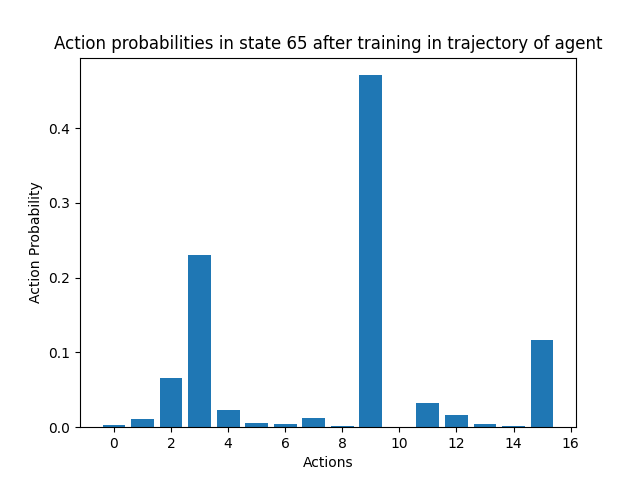 Action probabilities in state 65 after training in trajectory of agent
0.4
0.3
0.2
0.1
0.0
Action Probability
0 2 4 6 8 10 12 14 16
Actions